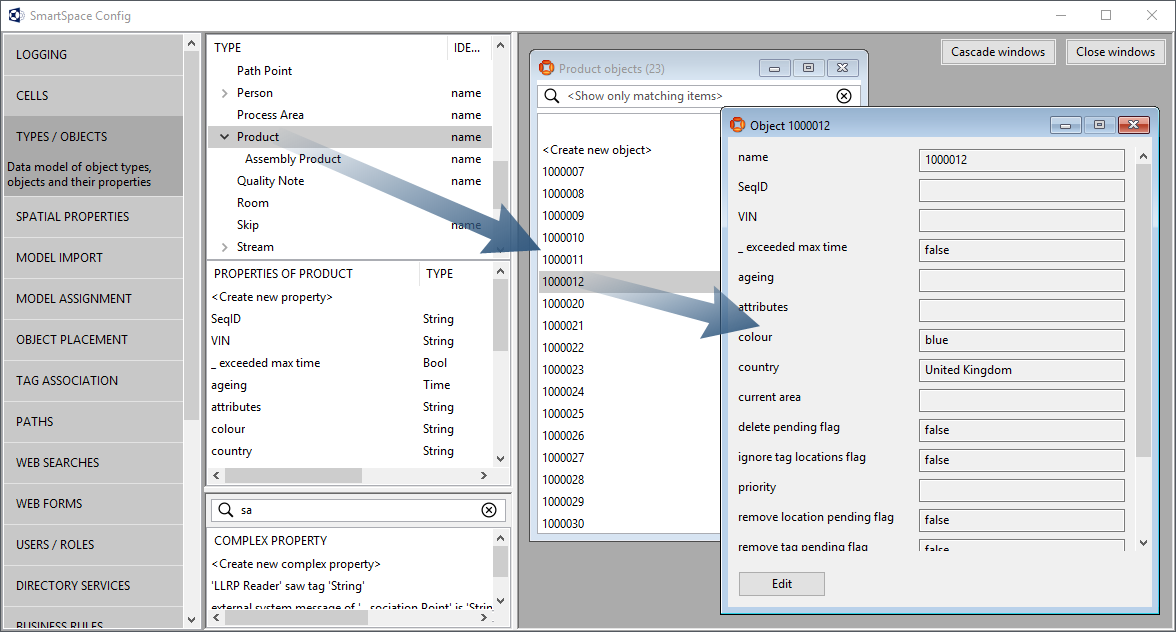 SmartSpace Config
LOGGING
CELLS
TYPES / OBJECTS
Data model of object types,
objects and their properties
SPATIAL PROPERTIES
MODEL IMPORT
MODEL ASSIGNMENT
OBJECT PLACEMENT
TAG ASSOCIATION
PATHS
WEB SEARCHES
WEB FORMS
USERS / ROLES
DIRECTORY SERVICES
BUSINESS RULES
TYPE IDE...
Path Point
Person name
Process Area name
Product name
Assembly Product name
Quality Note name
Room
Skip name
Stream
PROPERTIES OF PRODUCT TYPE
<Create new property>
SeqID String
VIN String
_ exceeded max time Bool
ageing Time
attributes String
colour String
country String
sa
COMPLEX PROPERTY
<Create new complex property>
'LLRP Reader' saw tag 'String'
external system message of '...sociation Point' is 'Strin
Cascade windows
Close windows
Product objects (23)
<Show only matching items>
<Create new object>
1000007
1000008
1000009
1000010
1000011
1000012
1000020
1000021
1000022
1000023
1000024
1000025
1000026
1000027
1000028
1000029
1000030
Object 1000012
name 1000012
SeqID
VIN
_ exceeded max time false
ageing
attributes
colour blue
country United Kingdom
current area
delete pending flag false
ignore tag locations flag false
priority
remove location pending flag false
remove tag pending flag false
Edit